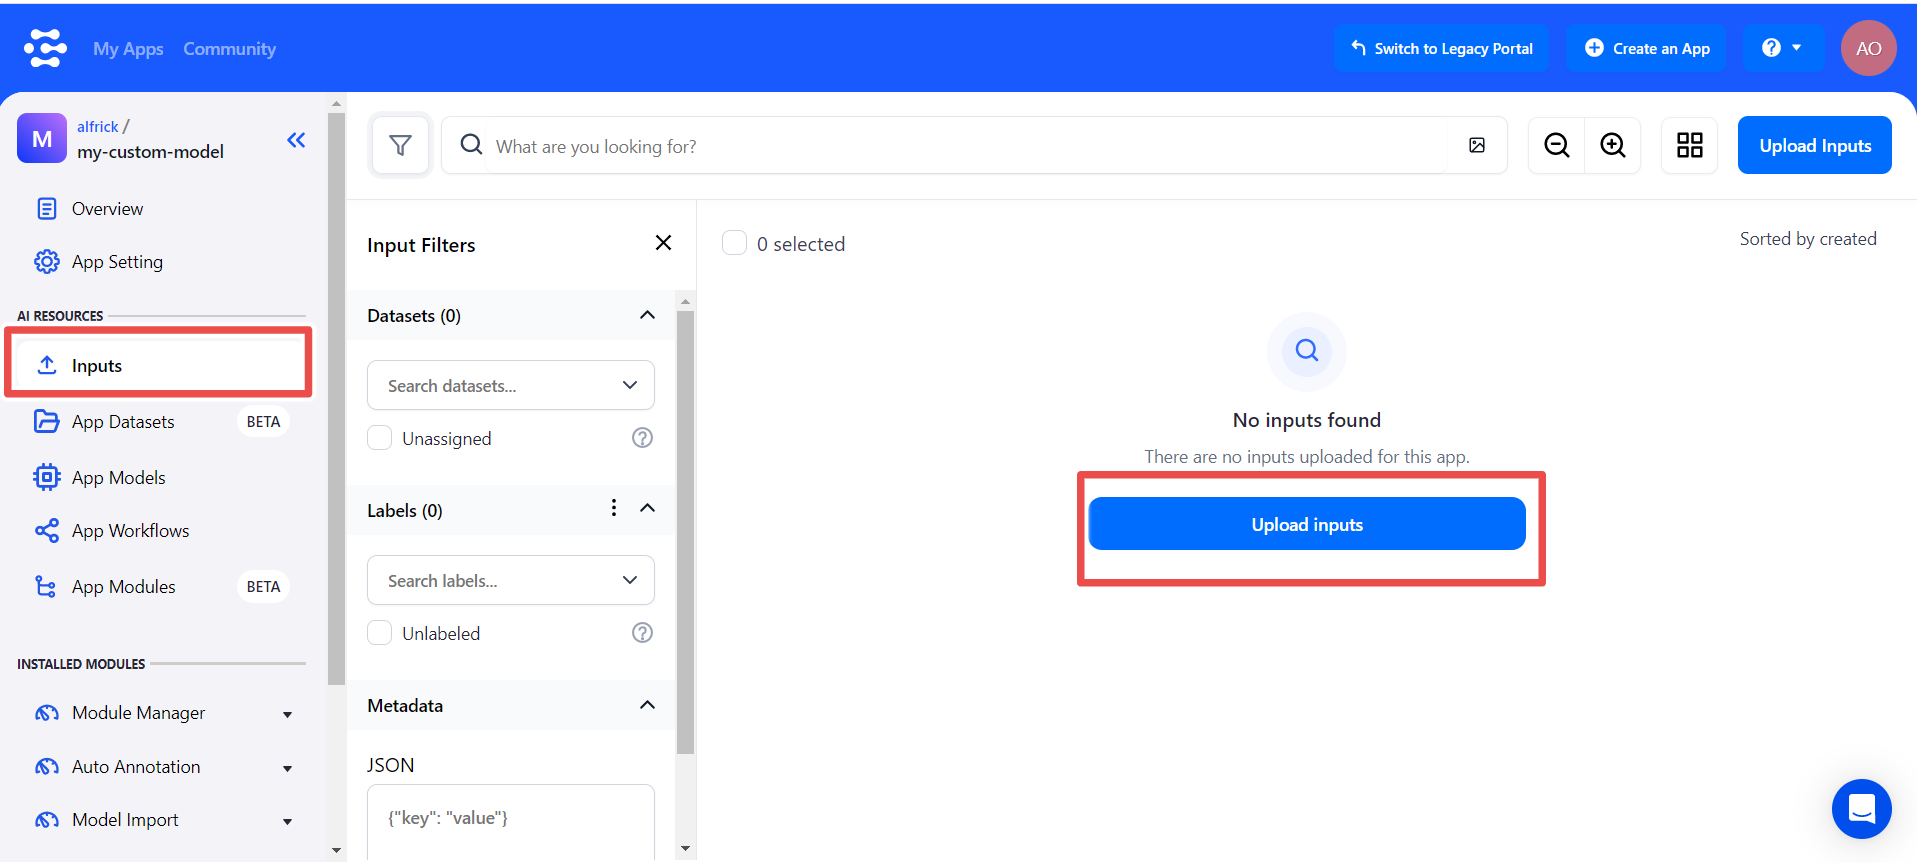 My Apps Community
Switch to Legacy Portal
Create an App
AO
M
alfrick /
my-custom-model
Overview
App Setting
AI RESOURCES
Inputs
App Datasets BETA
App Models
App Workflows
App Modules BETA
INSTALLED MODULES
Module Manager
Auto Annotation
Model Import
What are you looking for?
Upload Inputs
Input Filters
Datasets (0)
Search datasets...
Unassigned
Labels (0)
Search labels...
Unlabeled
Metadata
JSON
{"key": "value"}
0 selected
Sorted by created
No inputs found
There are no inputs uploaded for this app.
Upload inputs